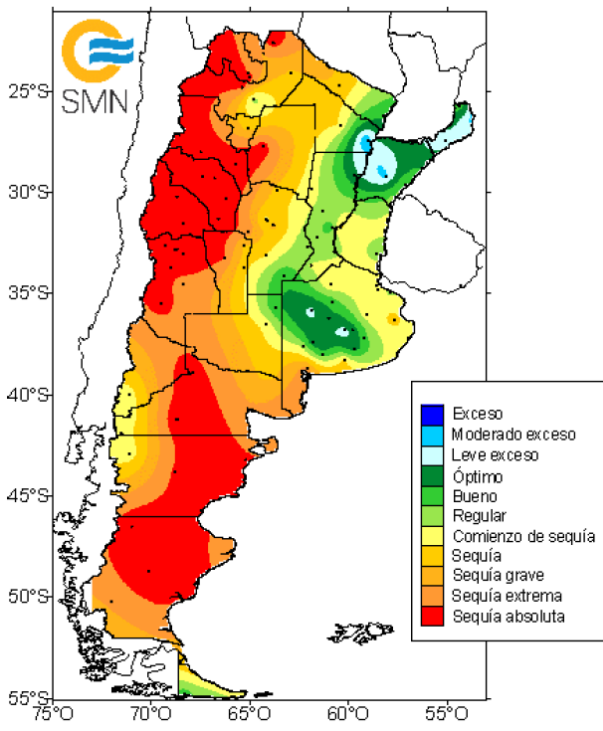 SMN
25°S
30°S
35°S
40°S
45°S
50°S
55°S
75°O
70°O
65°O
60°O
55°O
Exceso
Moderado exceso
Leve exceso
Óptimo
Bueno
Regular
Comienzo de sequía
Sequía
Sequía grave
Sequía extrema
Sequía absoluta